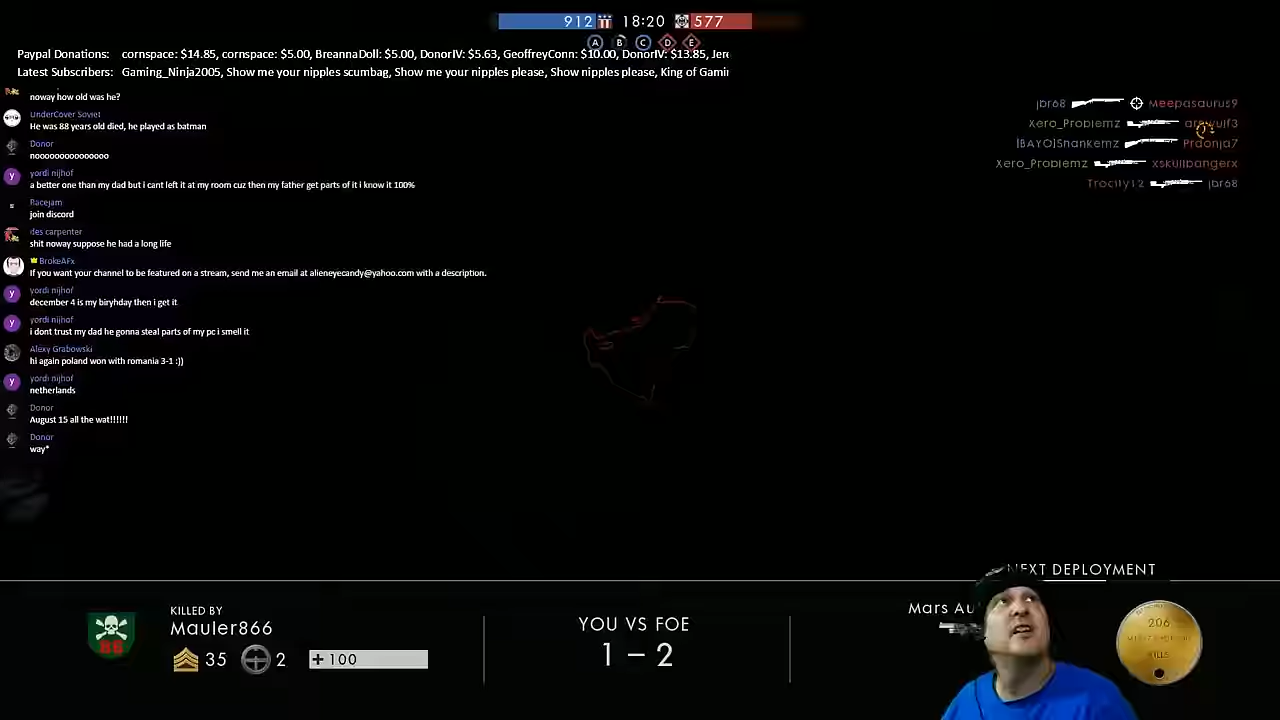 912 18:20 577
A B C D E
Paypal Donations: cornspace: $14.85, cornspace: $5.00, BreannaDoll: $5.00, DonorIV: $5.63, GeoffreyConn: $10.00, DonorIV: $13.85, Jer
Latest Subscribers: Gaming_Ninja2005, Show me your nipples scumbag, Show me your nipples please, Show nipples please, King of Gami
noway how old was he?
UnderCover Soviet
He was 88 years old died, he played as batman
Donor
nooooooooooooooo
yordi nijhof
a better one than my dad but i cant left it at my room cuz then my father get parts of it i know it 100%
Racejam
join discord
des carpenter
shit noway suppose he had a long life
BrokeAFx
If you want your channel to be featured on a stream, send me an email at alieneyecandy@yahoo.com with a description.
yordi nijhof
december 4 is my biryhday then i get it
yordi nijhof
i dont trust my dad he gonna steal parts of my pc i smell it
Alexy Grabowski
hi again poland won with romania 3-1 :))
yordi nijhof
netherlands
Donor
August 15 all the wat!!!!!!
Donor
way*
jbr68 Meepasaurus9
Xero_Problemz
[BAYO]Shankemz Praonja7
Xero_Problemz xskullbangerx
Trocity12 jbr68
NEXT DEPLOYMENT
Mars Au
206
KILLS
86
KILLED BY
Mauler866
35 2 +100
YOU VS FOE
1 – 2